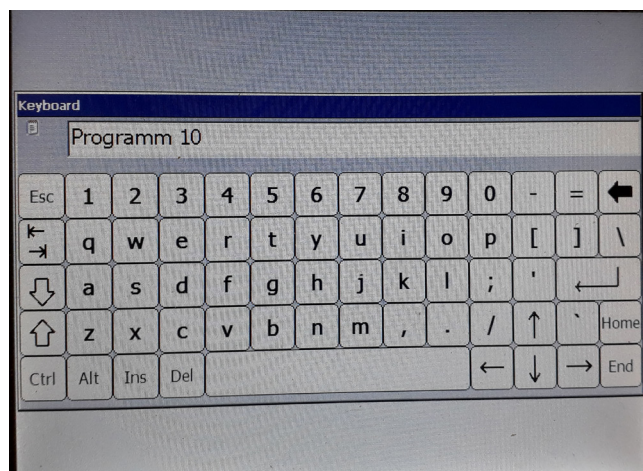 Keyboard
Programm 10
Esc 1 2 3 4 5 6 7 8 9 0 - =
q w e r t y u i o p [ ] \
a s d f g h j k l ; '
z x c v b n m , . / ` Home
Ctrl Alt Ins Del End